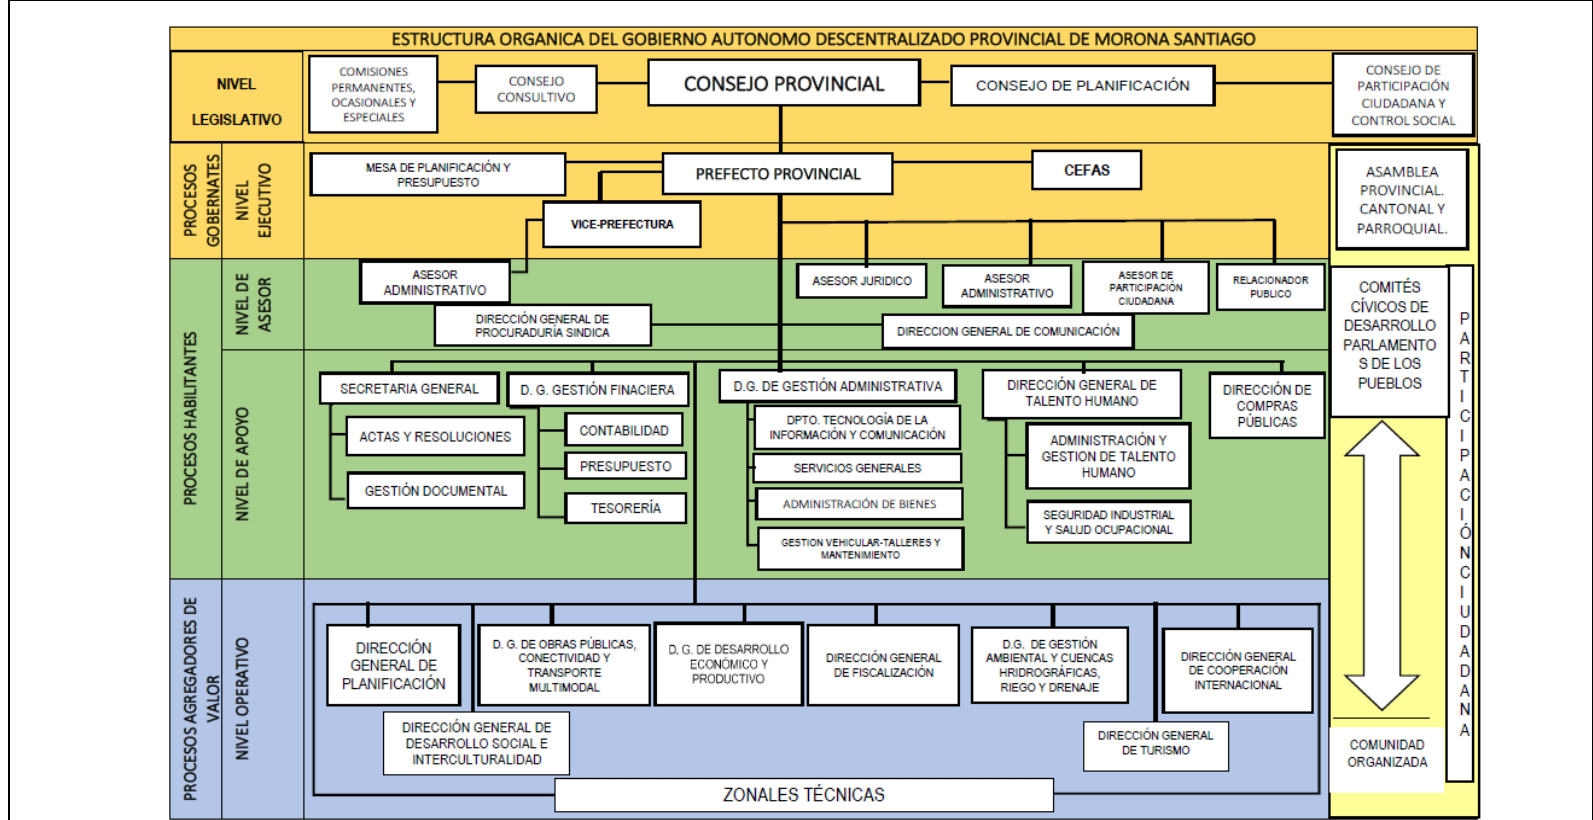 ESTRUCTURA ORGANICA DEL GOBIERNO AUTONOMO DESCENTRALIZADO PROVINCIAL DE MORONA SANTIAGO
NIVEL
LEGISLATIVO
COMISIONES
PERMANENTES,
OCASIONALES Y
ESPECIALES
CONSEJO
CONSULTIVO
CONSEJO PROVINCIAL
CONSEJO DE PLANIFICACIÓN
CONSEJO DE
PARTICIPACIÓN
CIUDADANA Y
CONTROL SOCIAL
PROCESOS
GOBERNATES
NIVEL
EJECUTIVO
MESA DE PLANIFICACIÓN Y
PRESUPUESTO
PREFECTO PROVINCIAL
CEFAS
VICE-PREFECTURA
ASAMBLEA
PROVINCIAL.
CANTONAL Y
PARROQUIAL.
PROCESOS HABILITANTES
NIVEL DE
ASESOR
ASESOR
ADMINISTRATIVO
ASESOR JURIDICO
ASESOR
ADMINISTRATIVO
ASESOR DE
PARTICIPACIÓN
CIUDADANA
RELACIONADOR
PUBLICO
DIRECCIÓN GENERAL DE
PROCURADURÍA SINDICA
DIRECCION GENERAL DE COMUNICACIÓN
COMITÉS
CÍVICOS DE
DESARROLLO
PARLAMENTO
S DE LOS
PUEBLOS
PARTICIPACIÓNCIUDADANA
NIVEL DE APOYO
SECRETARIA GENERAL
ACTAS Y RESOLUCIONES
GESTIÓN DOCUMENTAL
D. G. GESTIÓN FINACIERA
CONTABILIDAD
PRESUPUESTO
TESORERÍA
D.G. DE GESTIÓN ADMINISTRATIVA
DPTO. TECNOLOGÍA DE LA
INFORMACIÓN Y COMUNICACIÓN
SERVICIOS GENERALES
ADMINISTRACIÓN DE BIENES
GESTION VEHICULAR-TALLERES Y
MANTENIMIENTO
DIRECCIÓN GENERAL DE
TALENTO HUMANO
ADMINISTRACIÓN Y
GESTION DE TALENTO
HUMANO
SEGURIDAD INDUSTRIAL
Y SALUD OCUPACIONAL
DIRECCIÓN DE
COMPRAS
PÚBLICAS
PROCESOS AGREGADORES DE
VALOR
NIVEL OPERATIVO
DIRECCIÓN
GENERAL DE
PLANIFICACIÓN
D. G. DE OBRAS PÚBLICAS,
CONECTIVIDAD Y
TRANSPORTE
MULTIMODAL
D. G. DE DESARROLLO
ECONÓMICO Y
PRODUCTIVO
DIRECCIÓN GENERAL
DE FISCALIZACIÓN
D.G. DE GESTIÓN
AMBIENTAL Y CUENCAS
HRIDROGRÁFICAS,
RIEGO Y DRENAJE
DIRECCIÓN GENERAL
DE COOPERACIÓN
INTERNACIONAL
DIRECCIÓN GENERAL DE
DESARROLLO SOCIAL E
INTERCULTURALIDAD
DIRECCIÓN GENERAL
DE TURISMO
ZONALES TÉCNICAS
COMUNIDAD
ORGANIZADA